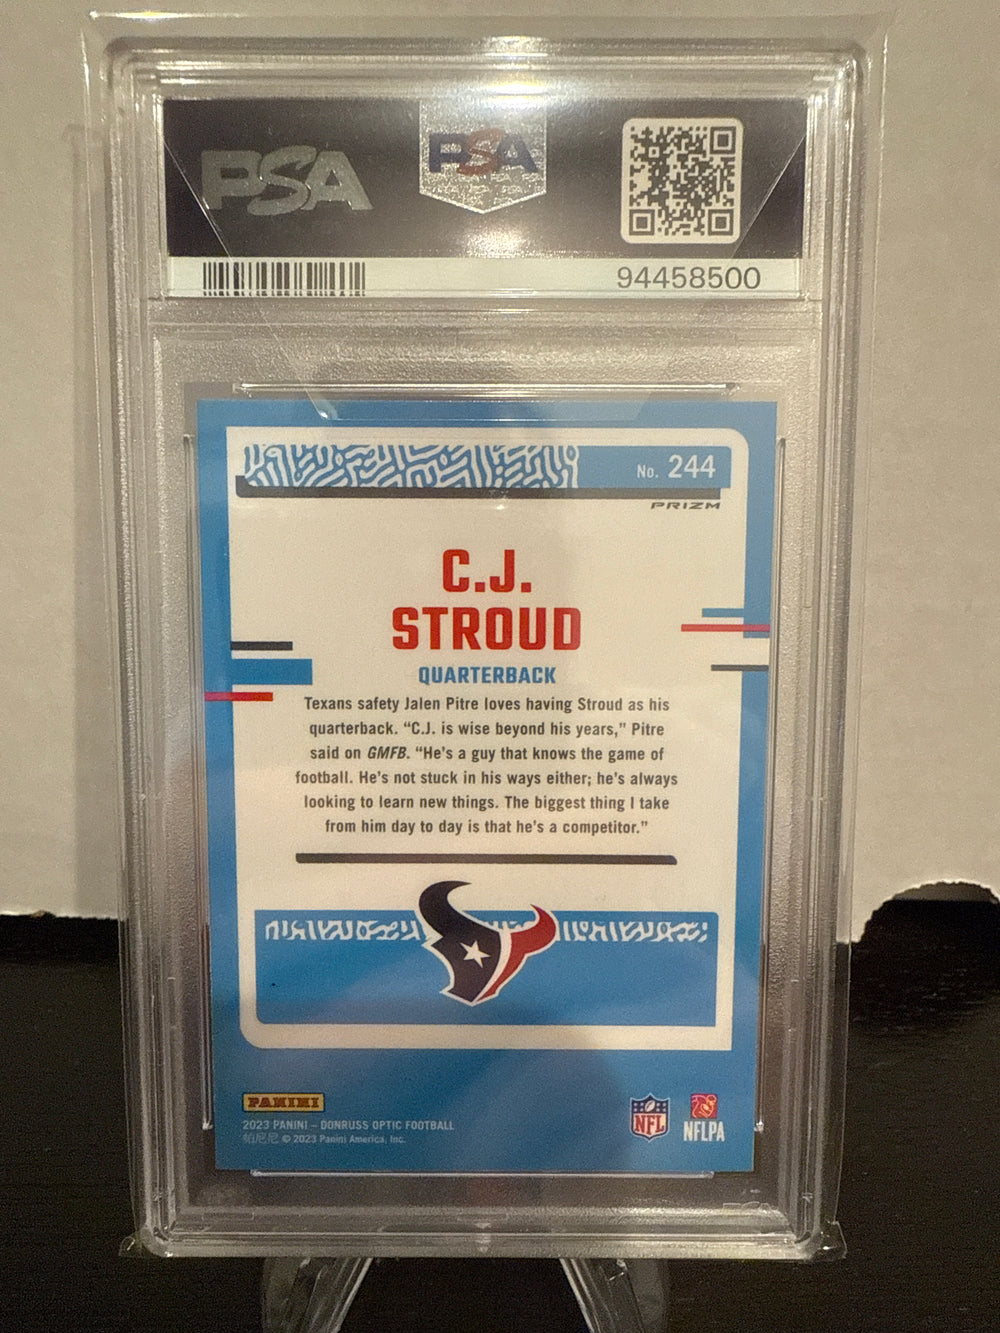 PSA
PSA
94458500
No. 244
PRIZM
C.J.
STROUD
QUARTERBACK
Texans safety Jalen Pitre loves having Stroud as his
quarterback. “C.J. is wise beyond his years,” Pitre
said on GMFB. “He’s a guy that knows the game of
football. He’s not stuck in his ways either; he’s always
looking to learn new things. The biggest thing I take
from him day to day is that he’s a competitor.”
PANINI
2023 PANINI – DONRUSS OPTIC FOOTBALL
帕尼尼 © 2023 Panini America, Inc.
NFL
NFLPA